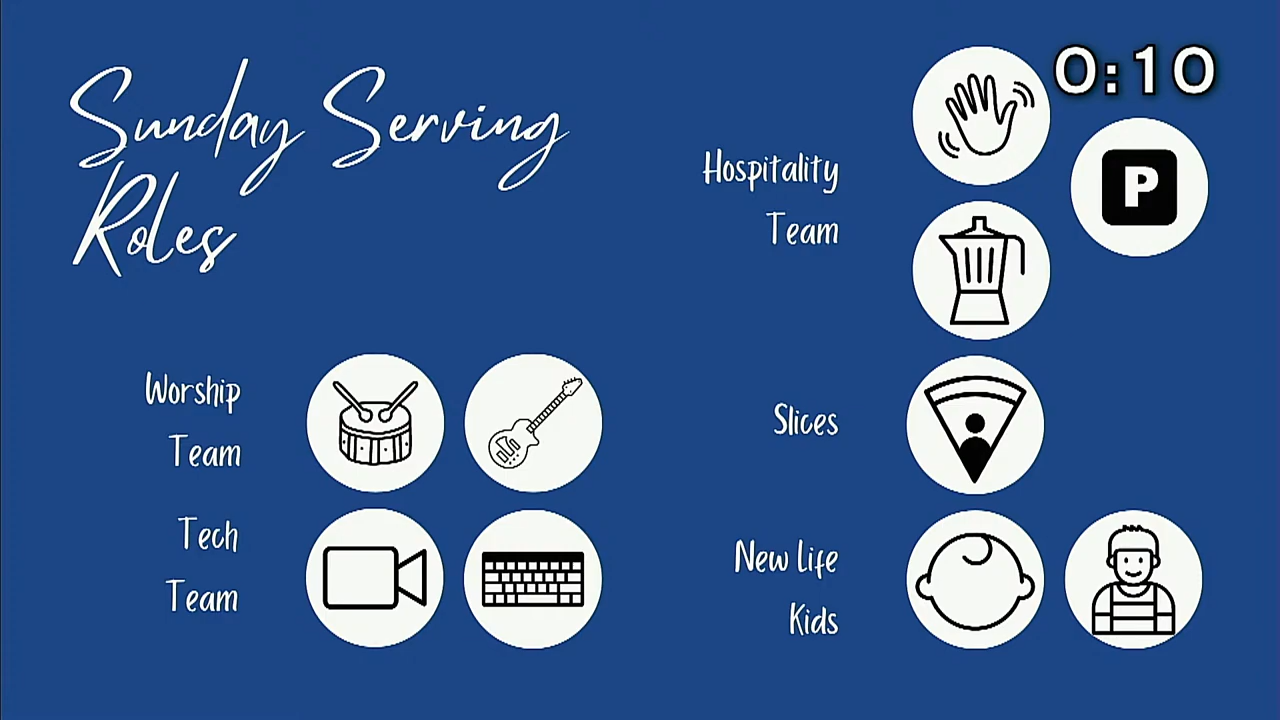 Sunday Serving
Roles
0:10
Hospitality
Team
P
Worship
Team
Slices
Tech
Team
New Life
Kids